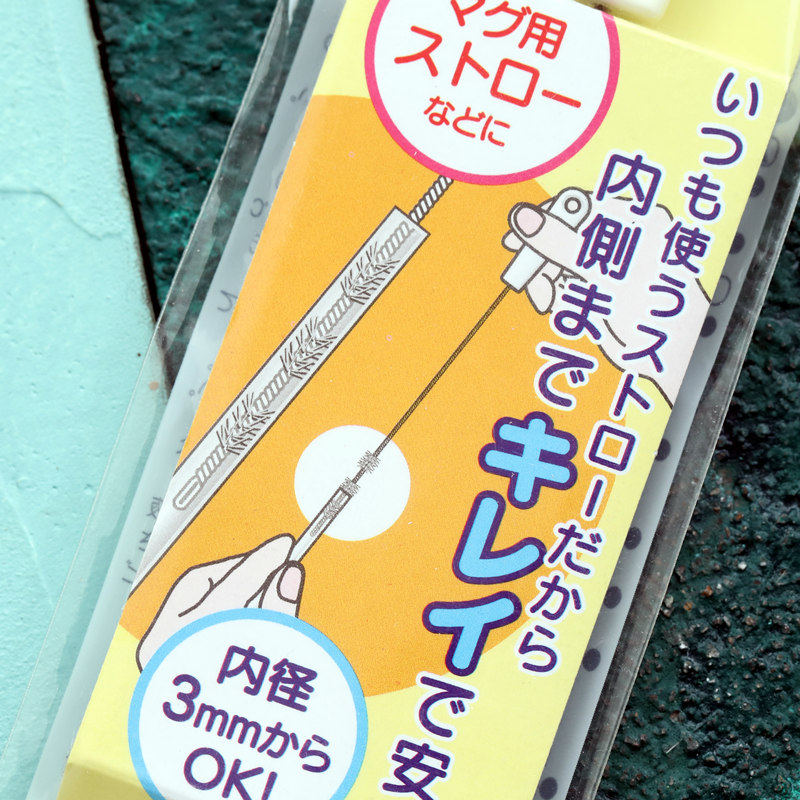 マグ用
ストロー
などに
いつも使うストローだから
内側まで
キレイで安
内径
3mmから
OK!